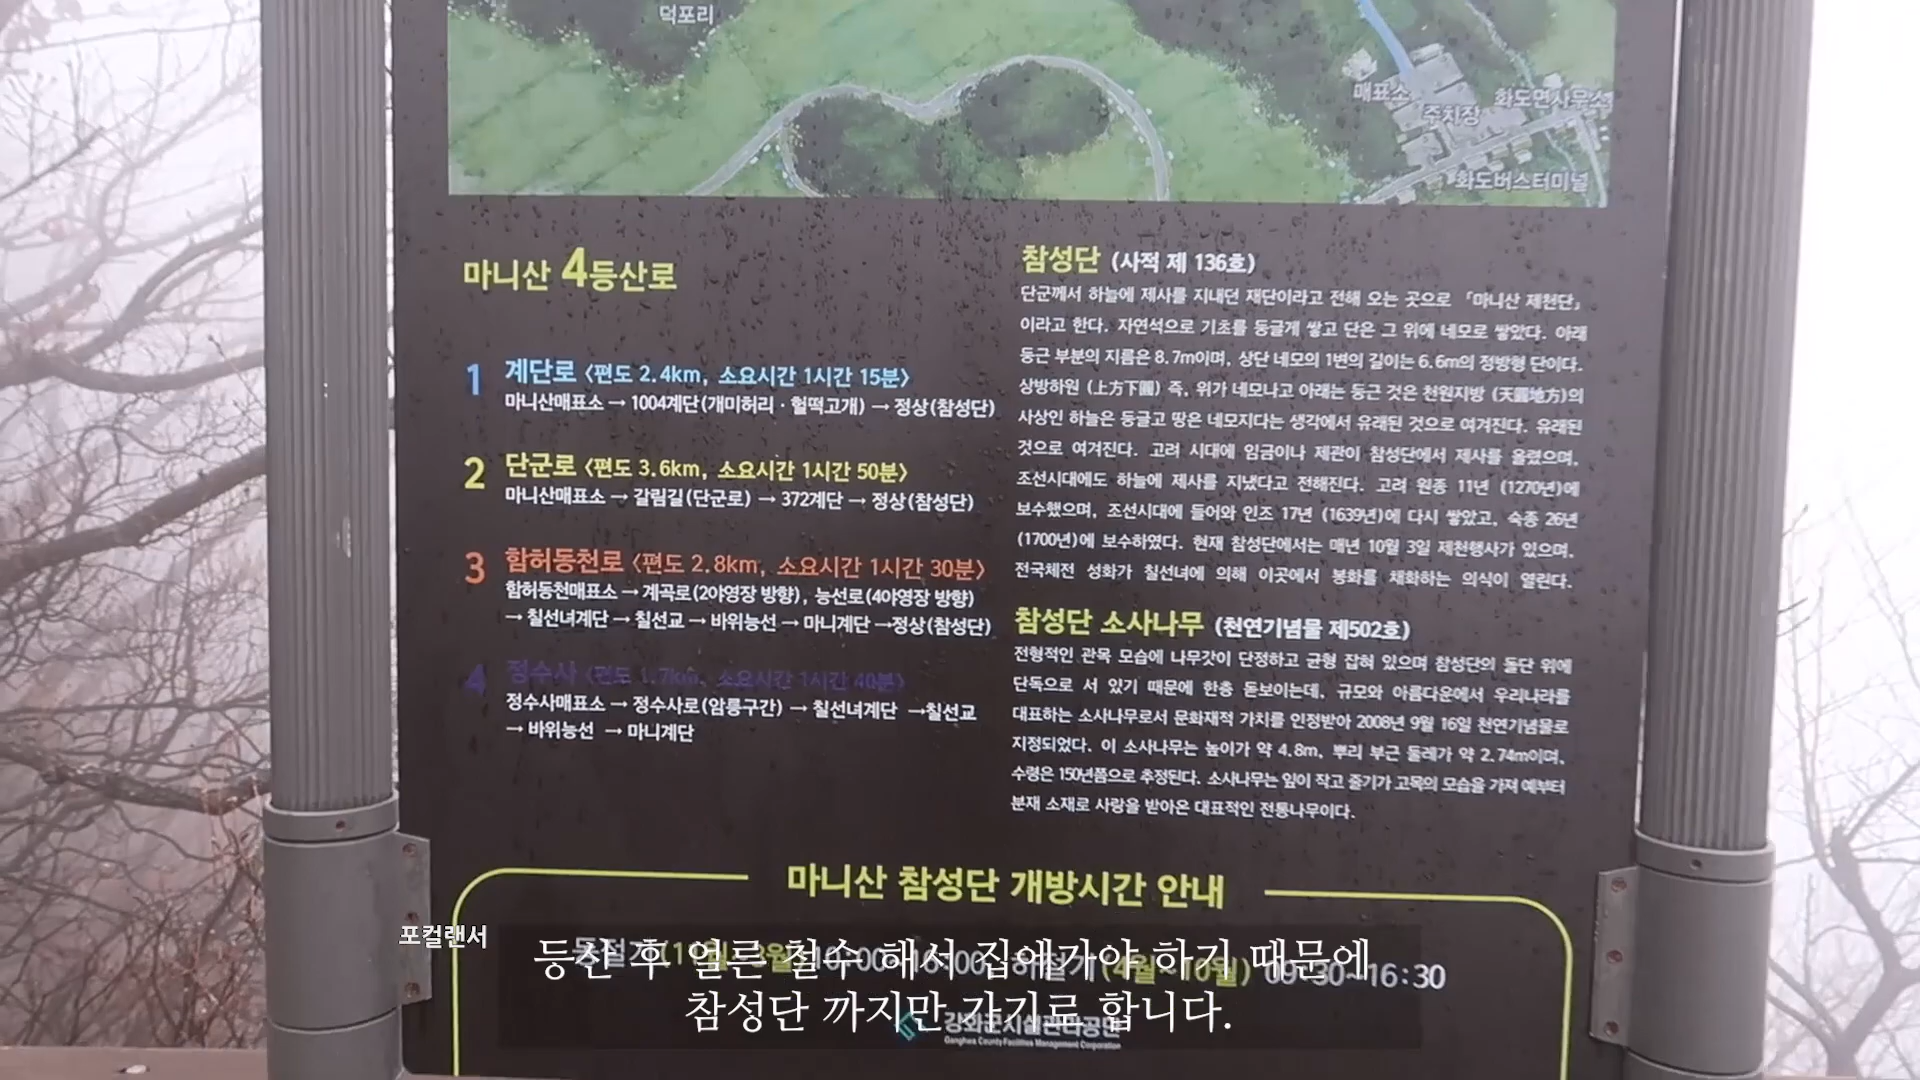 덕포리
매표소
주차장
화도면사무소
화도버스터미널
마니산 4등산로
1 계단로 <편도 2.4km, 소요시간 1시간 15분>
마니산매표소 → 1004계단(개미허리 · 헐떡고개) → 정상(참성단)
2 단군로 <편도 3.6km, 소요시간 1시간 50분>
마니산매표소 → 갈림길(단군로) → 372계단 → 정상(참성단)
3 함허동천로 <편도 2.8km, 소요시간 1시간 30분>
함허동천매표소 → 계곡로(2야영장 방향), 능선로(4야영장 방향)
→ 칠선녀계단 → 칠선교 → 바위능선 → 마니계단 →정상(참성단)
4 정수사 <편도 1.7km, 소요시간 1시간 40분>
정수사매표소 → 정수사로(암릉구간) → 칠선녀계단 →칠선교
→ 바위능선 → 마니계단
참성단 (사적 제 136호)
단군께서 하늘에 제사를 지내던 제단이라고 전해 오는 곳으로 「마니산 제천단」
이라고 한다. 자연석으로 기초를 둥글게 쌓고 단은 그 위에 네모로 쌓았다. 아래
둥근 부분의 지름은 8.7m이며, 상단 네모의 1변의 길이는 6.6m의 정방형 단이다.
상방하원 (上方下圓) 즉, 위가 네모나고 아래는 둥근 것은 천원지방 (天圓地方)의
사상인 하늘은 둥글고 땅은 네모지다는 생각에서 유래된 것으로 여겨진다. 유래된
것으로 여겨진다. 고려 시대에 임금이나 제관이 참성단에서 제사를 올렸으며,
조선시대에도 하늘에 제사를 지냈다고 전해진다. 고려 원종 11년 (1270년)에
보수했으며, 조선시대에 들어와 인조 17년 (1639년)에 다시 쌓았고, 숙종 26년
(1700년)에 보수하였다. 현재 참성단에서는 매년 10월 3일 제천행사가 있으며,
전국체전 성화가 칠선녀에 의해 이곳에서 봉화를 채화하는 의식이 열린다.
참성단 소사나무 (천연기념물 제502호)
전형적인 관목 모습에 나무갓이 단정하고 균형 잡혀 있으며 참성단의 돌단 위에
단독으로 서 있기 때문에 한층 돋보이는데, 규모와 아름다운에서 우리나라를
대표하는 소사나무로서 문화재적 가치를 인정받아 2008년 9월 16일 천연기념물로
지정되었다. 이 소사나무는 높이가 약 4.8m, 뿌리 부근 둘레가 약 2.74m이며,
수령은 150년쯤으로 추정된다. 소사나무는 잎이 작고 줄기가 고목의 모습을 가져 예부터
분재 소재로 사랑을 받아온 대표적인 전통나무이다.
마니산 참성단 개방시간 안내
동절기(11월~3월) 10:00~16:00, 하절기(4월~10월) 09:30~16:30
포컬랜서
등산 후 얼른 철수 해서 집에가야 하기 때문에
참성단 까지만 가기로 합니다.
강화군시설관리공단
Ganghwa County Facilities Management Corporation